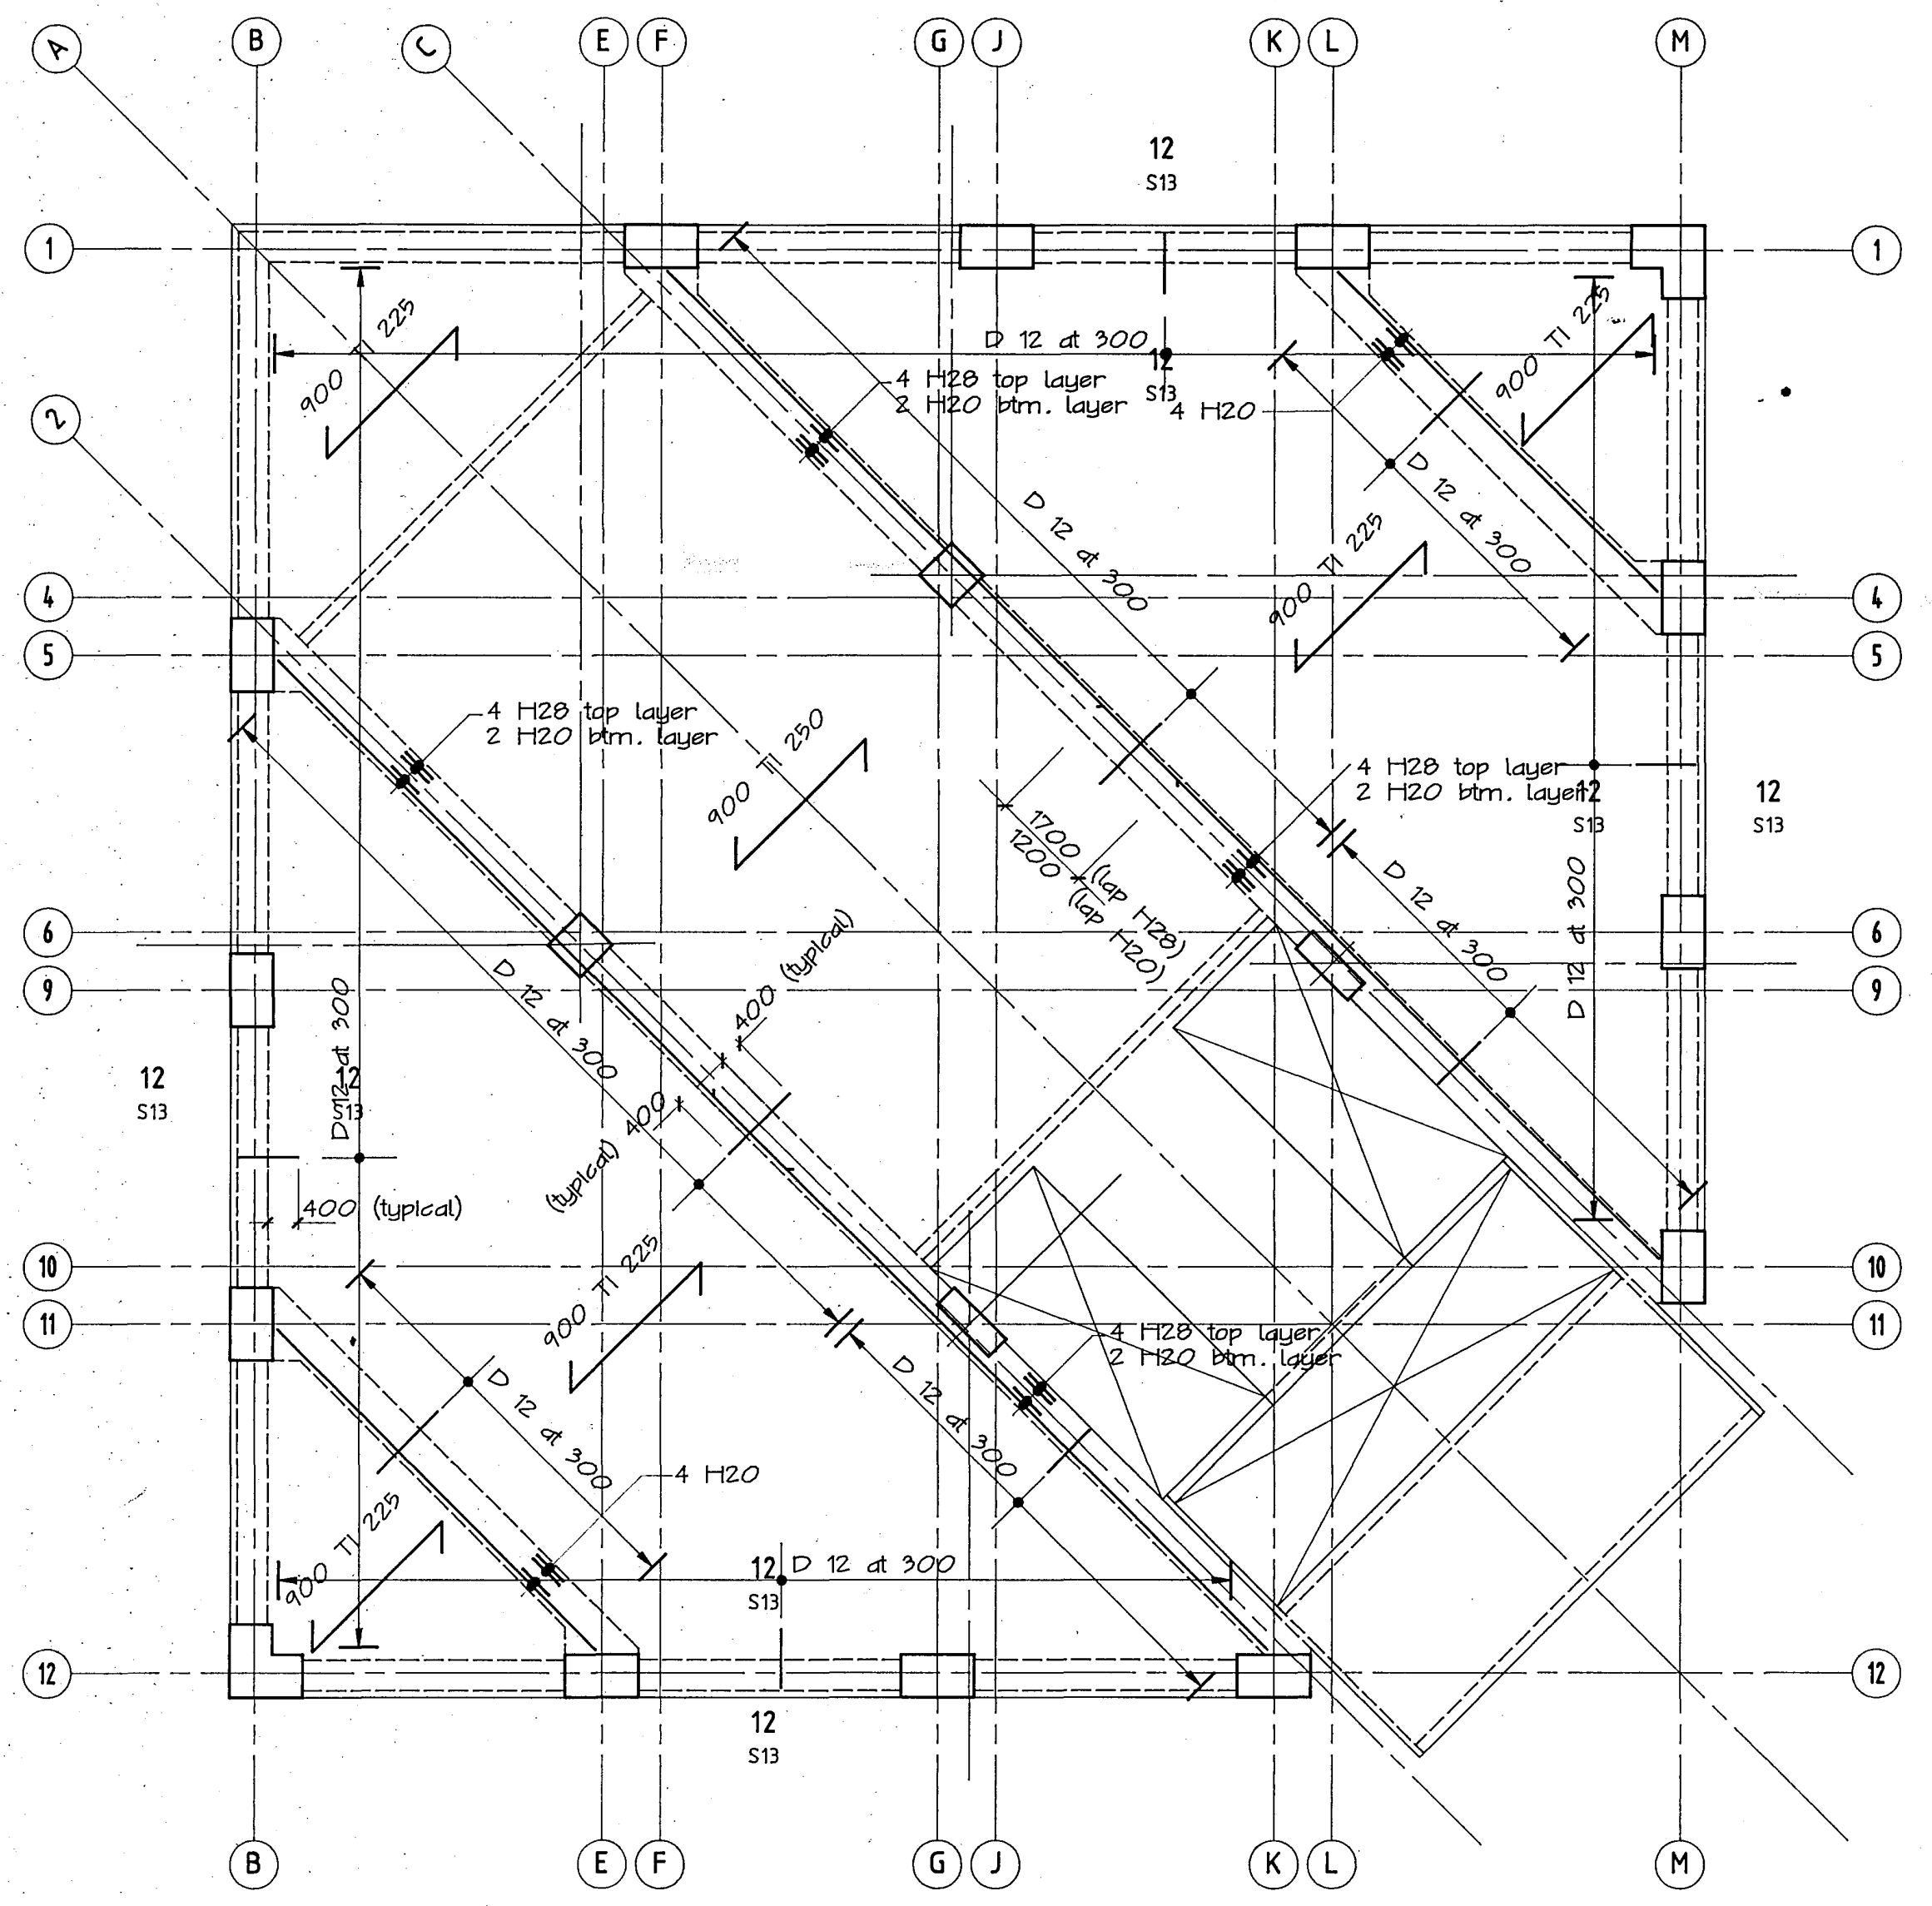 A
B
C
E
F
G
J
K
L
M
12
S13
1
1
900 TI 225
D 12 at 300
12
S13
4 H28 top layer
2 H20 btm. layer
4 H20
900 TI 225
2
D 12 at 300
D 12 at 300
900 TI 225
4
4
5
5
4 H28 top layer
2 H20 btm. layer
900 TI 250
4 H28 top layer
2 H20 btm. layer
12
S13
12
S13
1700 (lap H28)
1200 (lap H20)
D 12 at 300
D 12 at 300
6
6
9
9
D 12 at 300
400 (typical)
D 12 at 300
12
S13
12
S13
(typical) 400
400 (typical)
900 TI 225
10
10
11
11
4 H28 top layer
2 H20 btm. layer
D 12 at 300
D 12 at 300
4 H20
900 TI 225
12
S13
D 12 at 300
12
12
12
S13
B
E
F
G
J
K
L
M